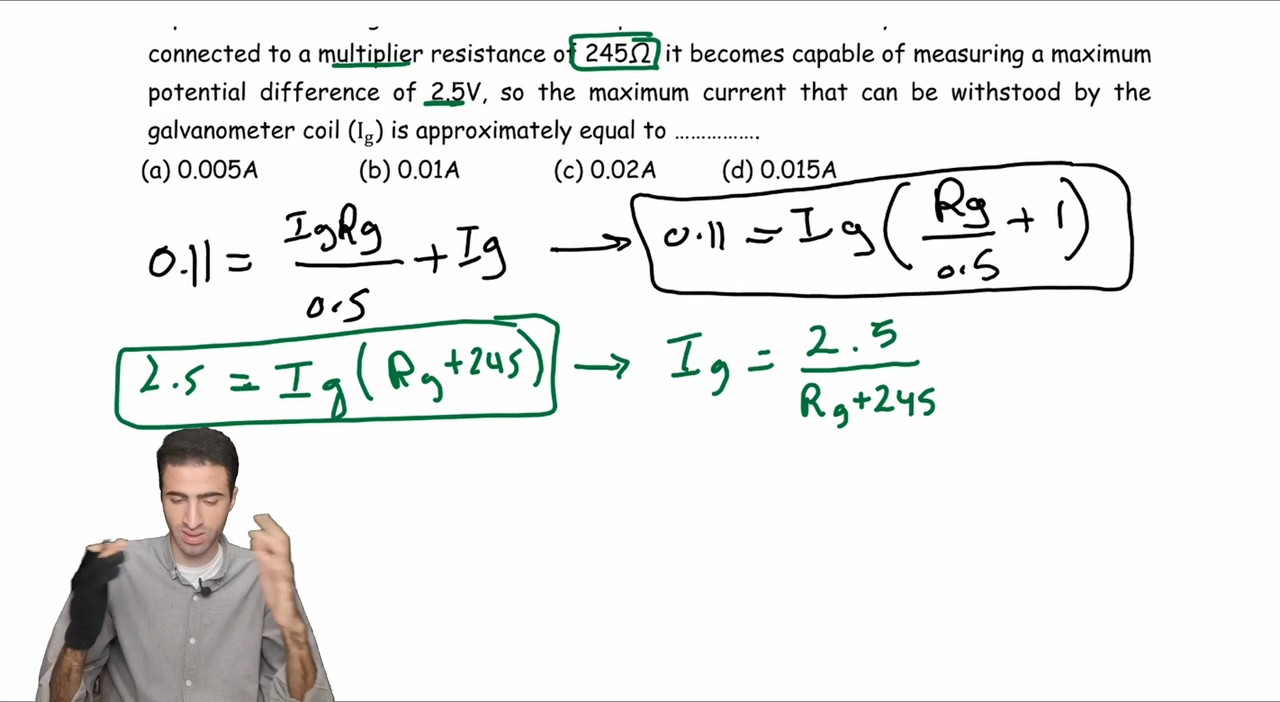 connected to a multiplier resistance of 245Ω it becomes capable of measuring a maximum
potential difference of 2.5V, so the maximum current that can be withstood by the
galvanometer coil (Ig) is approximately equal to ................
(a) 0.005A (b) 0.01A (c) 0.02A (d) 0.015A
0.11 = IgRg / 0.5 + Ig → 0.11 = Ig ( Rg / 0.5 + 1 )
2.5 = Ig ( Rg + 245 ) → Ig = 2.5 / Rg + 245